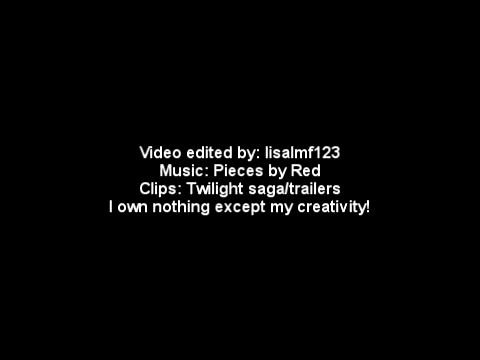 Video edited by: lisalmf123
Music: Pieces by Red
Clips: Twilight saga/trailers
I own nothing except my creativity!